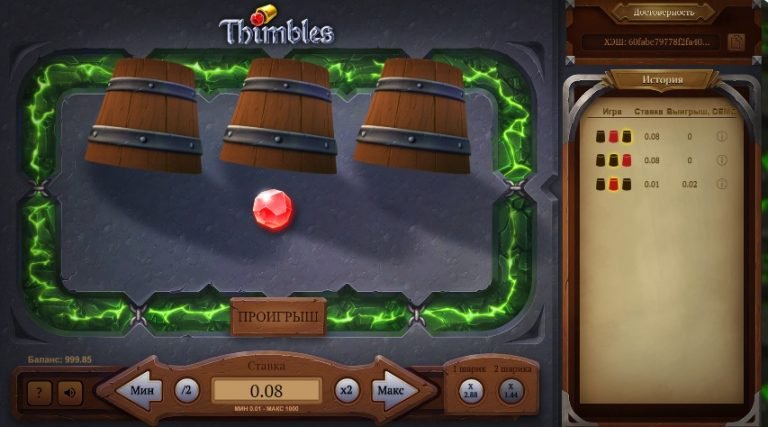 Thimbles
Достоверность
ХЭШ: 60fabe79778f2fa40...
История
Игра Ставка Выигрыш, DEMO
0.08 0
0.08 0
0.01 0.02
ПРОИГРЫШ
Баланс: 999.85
Ставка
1 шарик 2 шарика
? Мин /2 0.08 x2 Макс x 2.88 x 1.44
МИН 0.01 - МАКС 1000